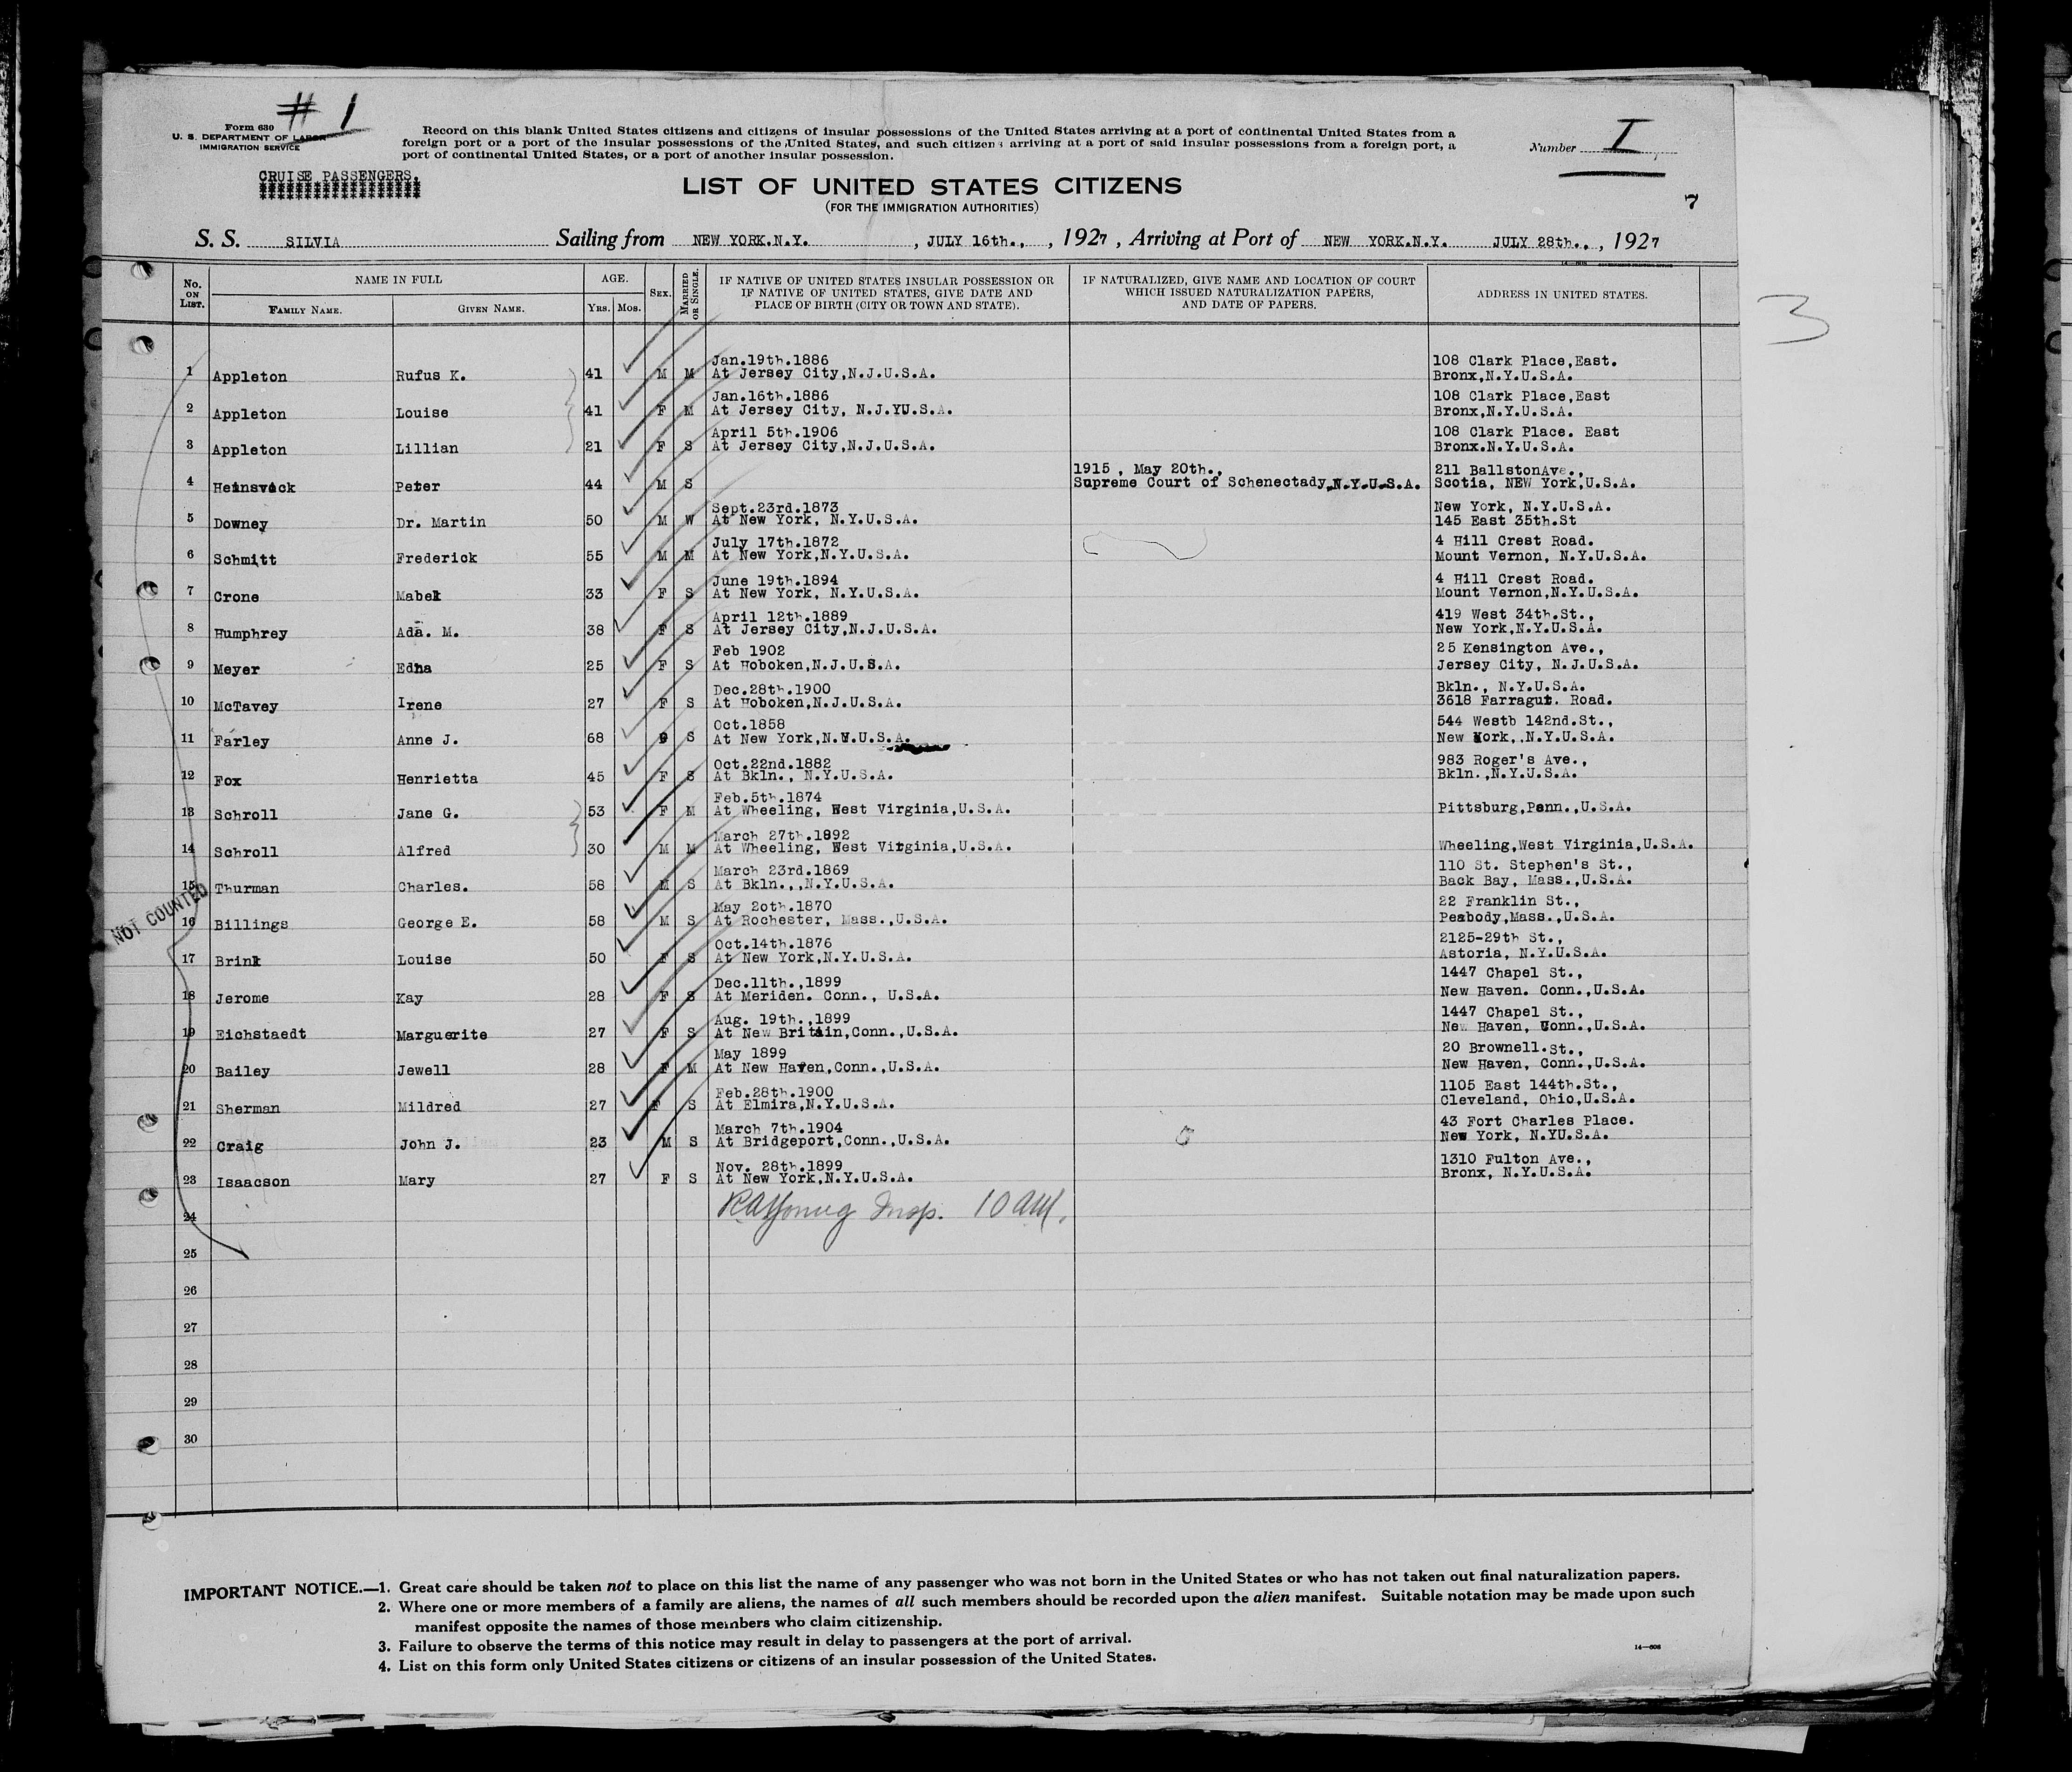 # 1
Form 630
U. S. DEPARTMENT OF LABOR
IMMIGRATION SERVICE
Record on this blank United States citizens and citizens of insular possessions of the United States arriving at a port of continental United States from a
foreign port or a port of the insular possessions of the United States, and such citizens arriving at a port of said insular possessions from a foreign port, a
port of continental United States, or a port of another insular possession.
Number I
CRUISE PASSENGERS.
LIST OF UNITED STATES CITIZENS
(FOR THE IMMIGRATION AUTHORITIES)
7
S. S. SILVIA Sailing from NEW YORK.N.Y. , JULY 16th., , 1927 , Arriving at Port of NEW YORK.N.Y. JULY 28th., , 1927
3
No. ON LIST. NAME IN FULL FAMILY NAME. GIVEN NAME. AGE. YRS. MOS. SEX. MARRIED OR SINGLE. IF NATIVE OF UNITED STATES INSULAR POSSESSION OR IF NATIVE OF UNITED STATES, GIVE DATE AND PLACE OF BIRTH (CITY OR TOWN AND STATE). IF NATURALIZED, GIVE NAME AND LOCATION OF COURT WHICH ISSUED NATURALIZATION PAPERS, AND DATE OF PAPERS. ADDRESS IN UNITED STATES.
Jan.19th.1886 108 Clark Place,East.
1 Appleton Rufus K. 41 M M At Jersey City,N.J.U.S.A. Bronx,N.Y.U.S.A.
Jan.16th.1886 108 Clark Place,East
2 Appleton Louise 41 F M At Jersey City, N.J.YU.S.A. Bronx,N.Y.U.S.A.
April 5th.1906 108 Clark Place. East
3 Appleton Lillian 21 F S At Jersey City,N.J.U.S.A. Bronx.N.Y.U.S.A.
1915 , May 20th., 211 BallstonAve.,
4 Heinsvick Peter 44 M S Supreme Court of Schenectady N.Y.U.S.A. Scotia, NEW York,U.S.A.
Sept.23rd.1873 New York, N.Y.U.S.A.
5 Downey Dr. Martin 50 M W At New York, N.Y.U.S.A. 145 East 35th.St
July 17th.1872 4 Hill Crest Road.
6 Schmitt Frederick 55 M M At New York,N.Y.U.S.A. Mount Vernon, N.Y.U.S.A.
June 19th.1894 4 Hill Crest Road.
7 Crone Mabel 33 F S At New York, N.Y.U.S.A. Mount Vernon,N.Y.U.S.A.
April 12th.1889 419 West 34th.St.,
8 Humphrey Ada. M. 38 F S At Jersey City,N.J.U.S.A. New York,N.Y.U.S.A.
Feb 1902 25 Kensington Ave.,
9 Meyer Edna 25 F S At Hoboken,N.J.U.S.A. Jersey City, N.J.U.S.A.
Dec.28th.1900 Bkln., N.Y.U.S.A.
10 McTavey Irene 27 F S At Hoboken,N.J.U.S.A. 3618 Farragut. Road.
Oct.1858 544 Westb 142nd.St.,
11 Farley Anne J. 68 S At New York,N.Y.U.S.A. New York,.N.Y.U.S.A.
Oct.22nd.1882 983 Roger's Ave.,
12 Fox Henrietta 45 F S At Bkln., N.Y.U.S.A. Bkln.,N.Y.U.S.A.
Feb.5th.1874
13 Schroll Jane G. 53 F M At Wheeling, West Virginia,U.S.A. Pittsburg,Penn.,U.S.A.
March 27th.1892
14 Schroll Alfred 30 M M At Wheeling, West Virginia,U.S.A. Wheeling,West Virginia,U.S.A.
March 23rd.1869 110 St. Stephen's St.,
15 Thurman Charles. 58 M S At Bkln.,,N.Y.U.S.A. Back Bay, Mass.,U.S.A.
NOT COUNTED
May 20th.1870 22 Franklin St.,
16 Billings George E. 58 M S At Rochester, Mass.,U.S.A. Peabody,Mass.,U.S.A.
Oct.14th.1876 2125-29th St.,
17 Brink Louise 50 F S At New York,N.Y.U.S.A. Astoria, N.Y.U.S.A.
Dec.11th.,1899 1447 Chapel St.,
18 Jerome Kay 28 F S At Meriden. Conn., U.S.A. New Haven. Conn.,U.S.A.
Aug. 19th.,1899 1447 Chapel St.,
19 Eichstaedt Marguerite 27 F S At New Britain,Conn.,U.S.A. New Haven, Conn.,U.S.A.
May 1899 20 Brownell.St.,
20 Bailey Jewell 28 F M At New Haven,Conn.,U.S.A. New Haven, Conn.,U.S.A.
Feb.28th.1900 1105 East 144th.St.,
21 Sherman Mildred 27 F S At Elmira,N.Y.U.S.A. Cleveland, Ohio,U.S.A.
March 7th.1904 43 Fort Charles Place.
22 Craig John J. 23 M S At Bridgeport,Conn.,U.S.A. New York, N.YU.S.A.
Nov. 28th.1899 1310 Fulton Ave.,
23 Isaacson Mary 27 F S At New York,N.Y.U.S.A. Bronx, N.Y.U.S.A.
24 Insp. 10 AM.
25
26
27
28
29
30
IMPORTANT NOTICE.—1. Great care should be taken not to place on this list the name of any passenger who was not born in the United States or who has not taken out final naturalization papers.
2. Where one or more members of a family are aliens, the names of all such members should be recorded upon the alien manifest. Suitable notation may be made upon such
manifest opposite the names of those members who claim citizenship.
3. Failure to observe the terms of this notice may result in delay to passengers at the port of arrival.
4. List on this form only United States citizens or citizens of an insular possession of the United States.